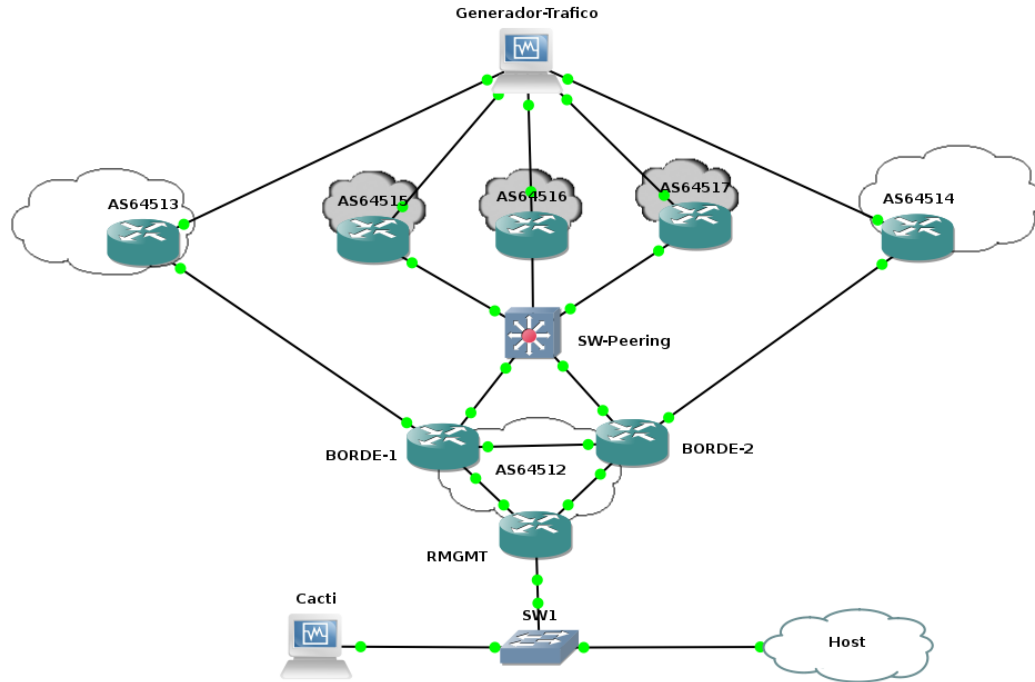 Generador-Trafico
AS64513
AS64515
AS64516
AS64517
AS64514
SW-Peering
BORDE-1
BORDE-2
AS64512
RMGMT
Cacti
SW1
Host